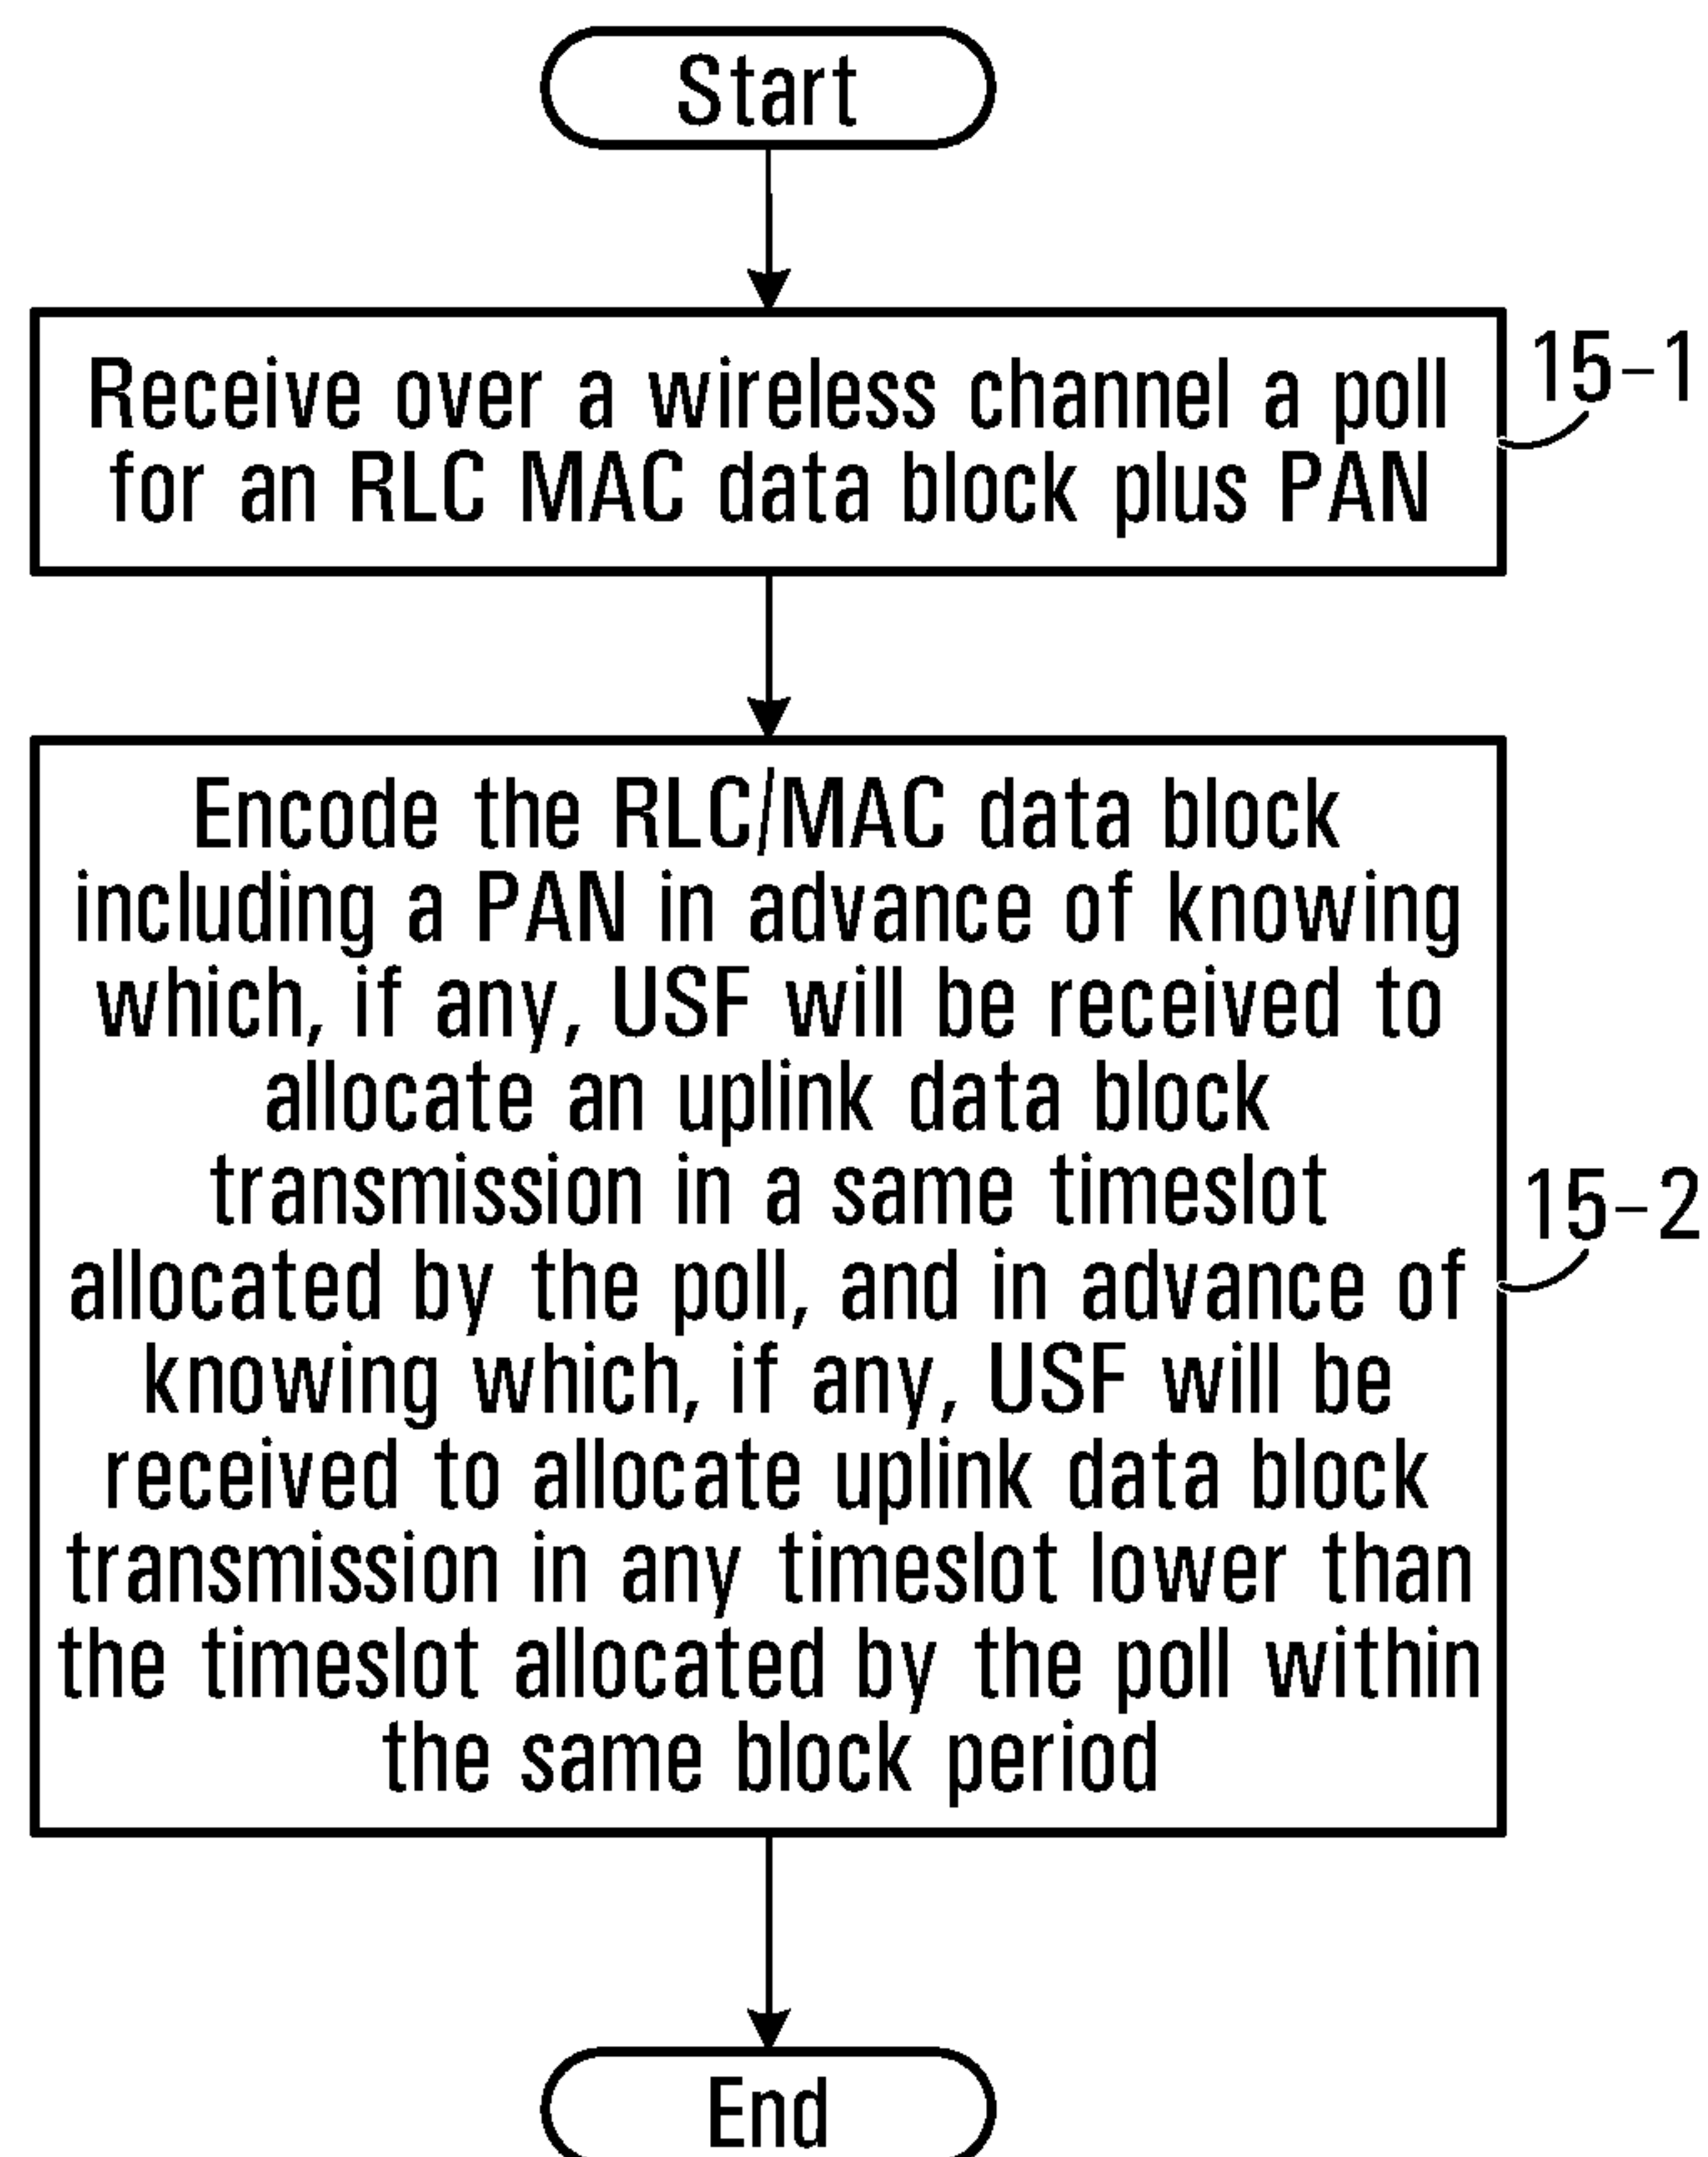 Start
Receive over a wireless channel a poll
for an RLC MAC data block plus PAN
15-1
Encode the RLC/MAC data block
including a PAN in advance of knowing
which, if any, USF will be received to
allocate an uplink data block
transmission in a same timeslot
allocated by the poll, and in advance of
knowing which, if any, USF will be
received to allocate uplink data block
transmission in any timeslot lower than
the timeslot allocated by the poll within
the same block period
15-2
End